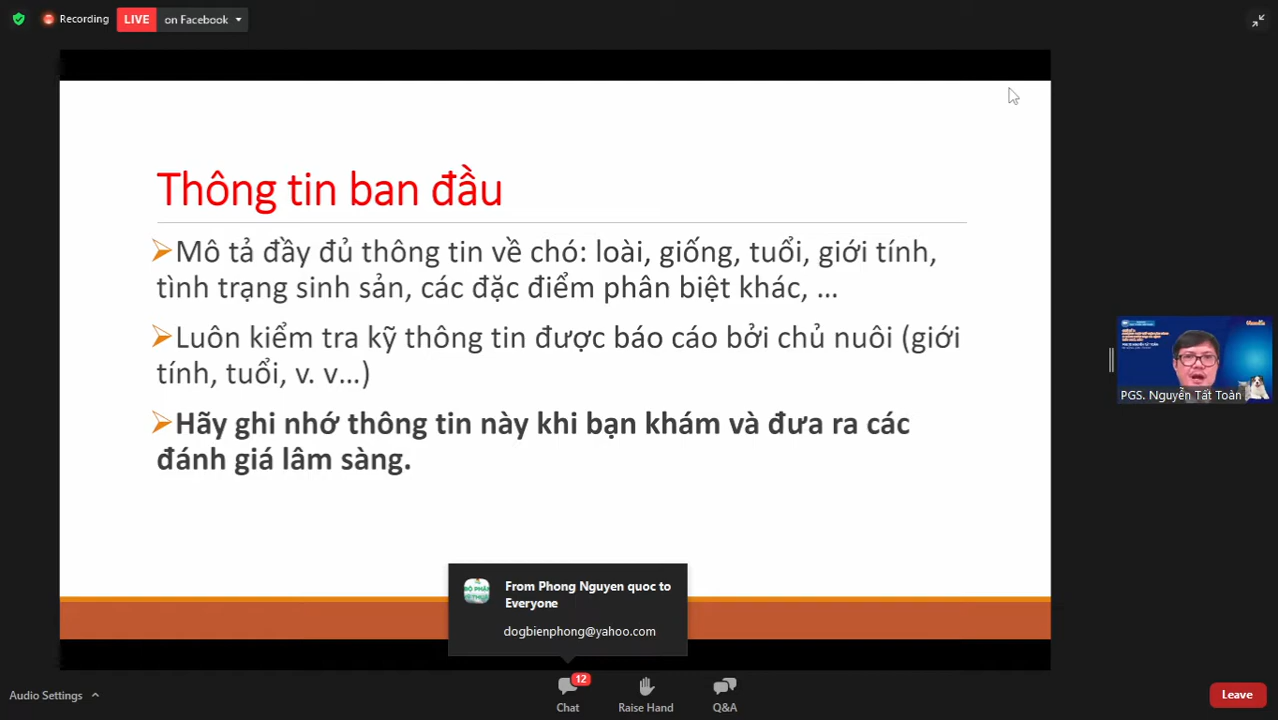 Recording
LIVE
on Facebook
Thông tin ban đầu
Mô tả đầy đủ thông tin về chó: loài, giống, tuổi, giới tính,
tình trạng sinh sản, các đặc điểm phân biệt khác, ...
Luôn kiểm tra kỹ thông tin được báo cáo bởi chủ nuôi (giới
tính, tuổi, v. v...)
Hãy ghi nhớ thông tin này khi bạn khám và đưa ra các
đánh giá lâm sàng.
PGS. Nguyễn Tất Toàn
From Phong Nguyen quoc to
Everyone
dogbienphong@yahoo.com
12
Audio Settings
Chat
Raise Hand
Q&A
Leave